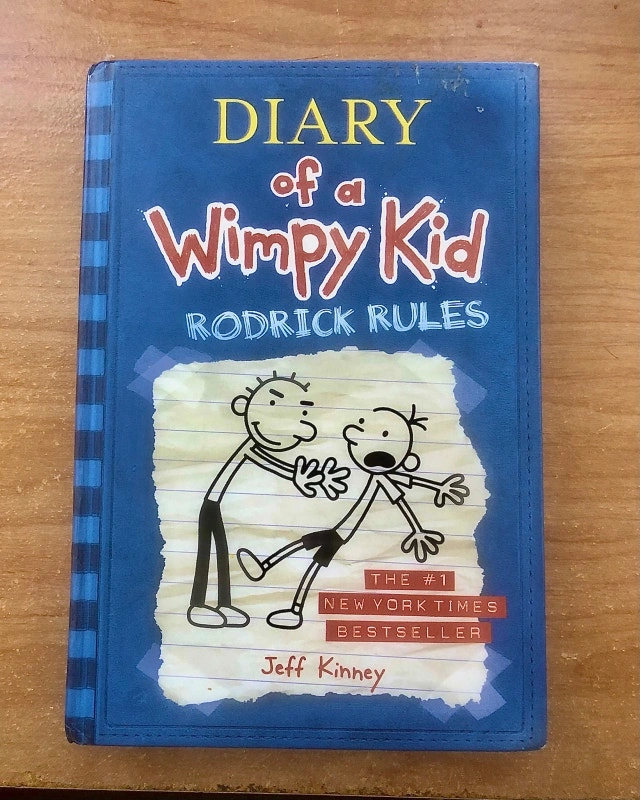 DIARY
of a
Wimpy Kid
RODRICK RULES
THE #1
NEW YORK TIMES
BESTSELLER
Jeff Kinney